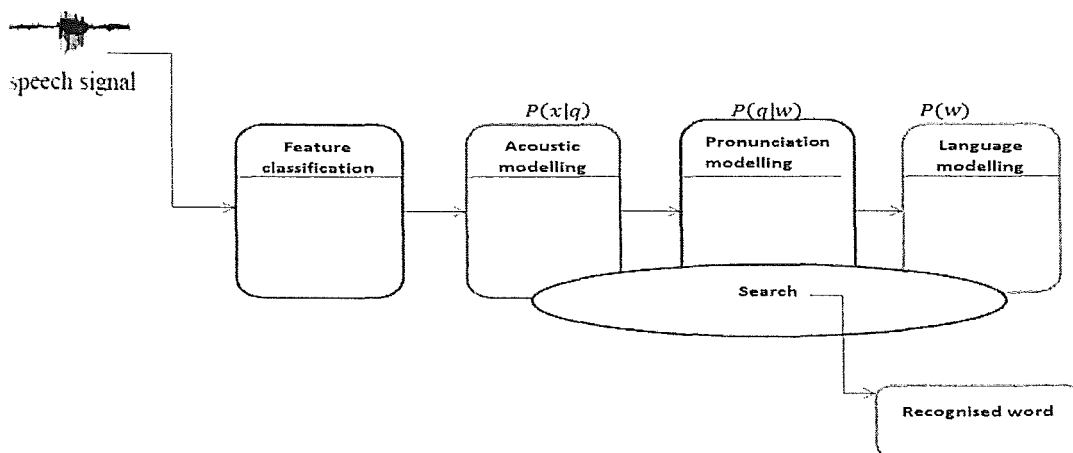 speech signal
P(x|q)
P(q|w)
P(w)
Feature
classification
Acoustic
modelling
Pronunciation
modelling
Language
modelling
Search
Recognised word